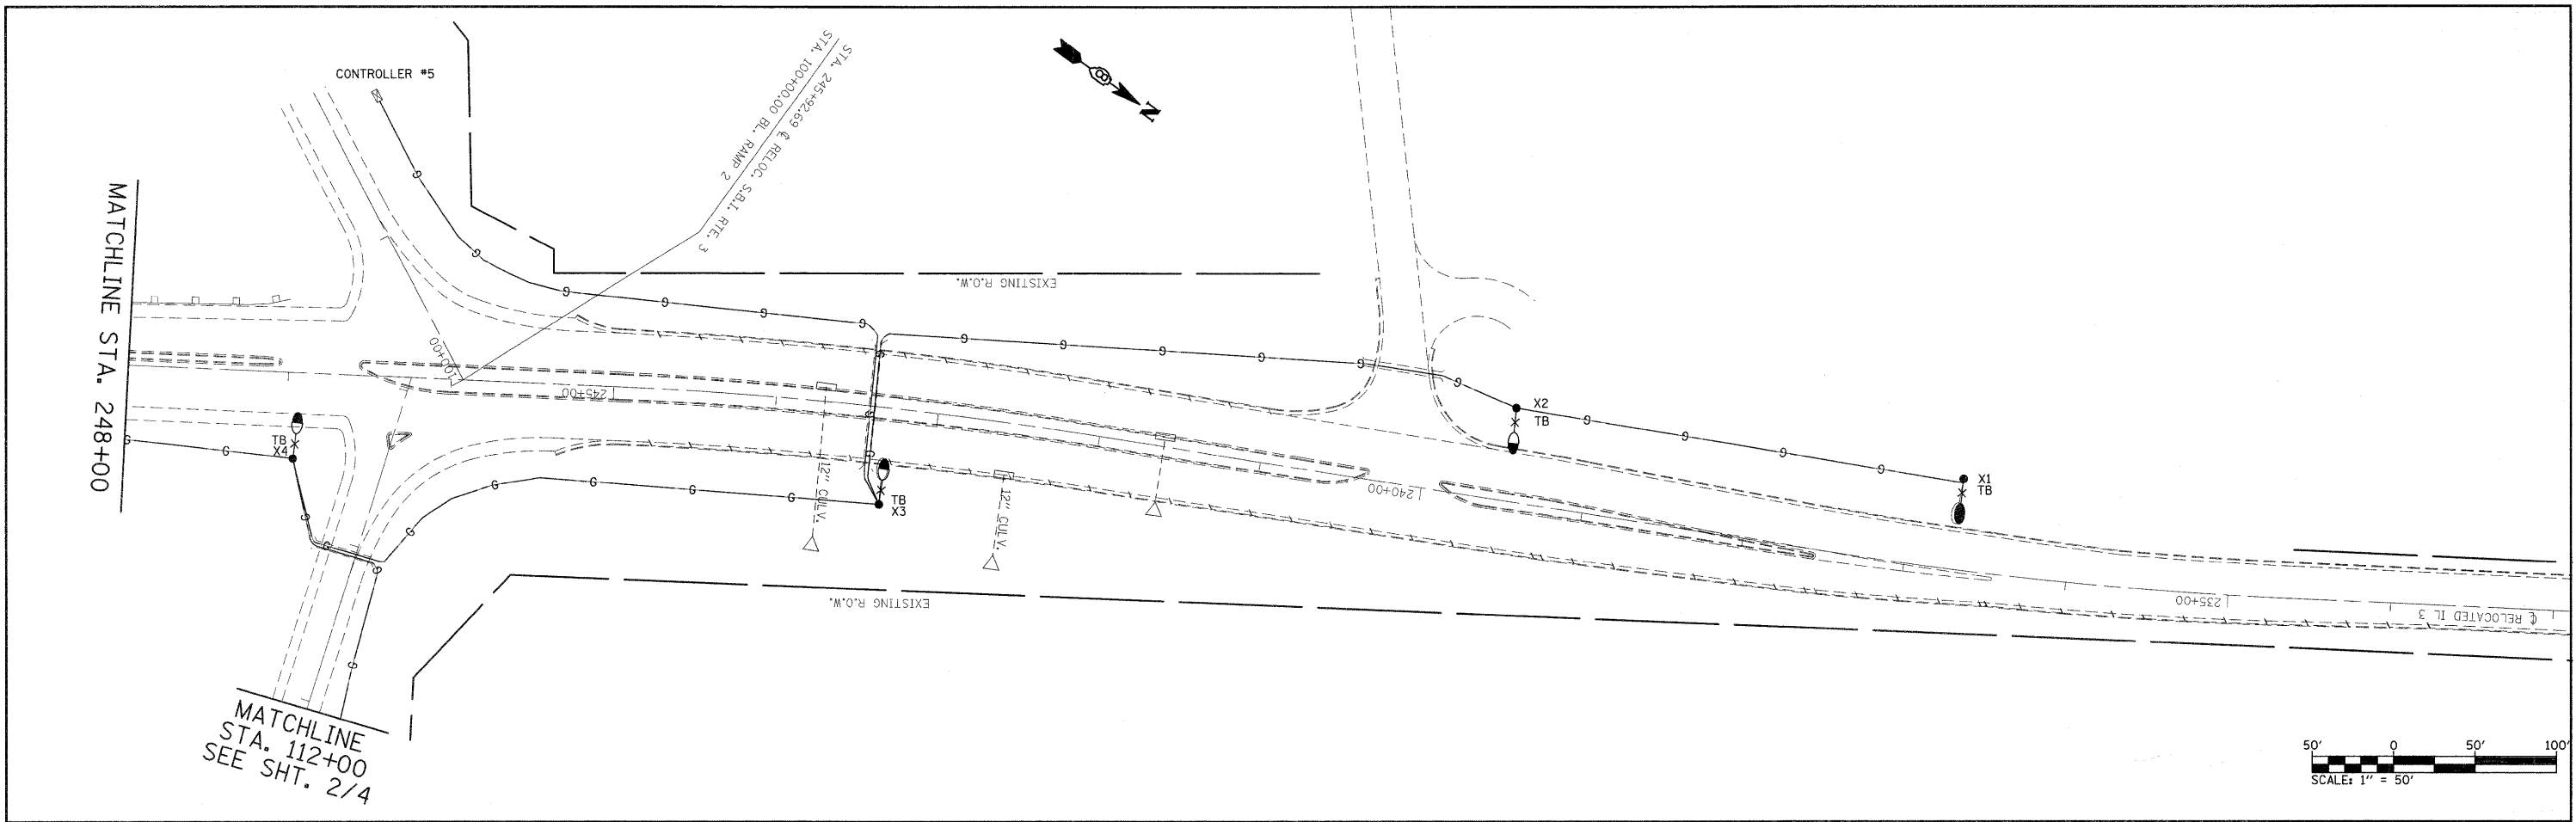 CONTROLLER #5
STA. 245+92.69 ℄ RELOC. S.B.I. RTE. 3
STA. 100+00.00 BL. RAMP 2
N
MATCHLINE STA. 248+00
EXISTING R.O.W.
245+00
TB
X4
12" CULV.
TB
X3
12" CULV.
X2
TB
240+00
X1
TB
EXISTING R.O.W.
235+00
℄ RELOCATED IL 3
G G G G G G G G G G G G G G G G
G G G G G G G G G G G G G G G
MATCHLINE
STA. 112+00
SEE SHT. 2/4
50' 0 50' 100'
SCALE: 1" = 50'